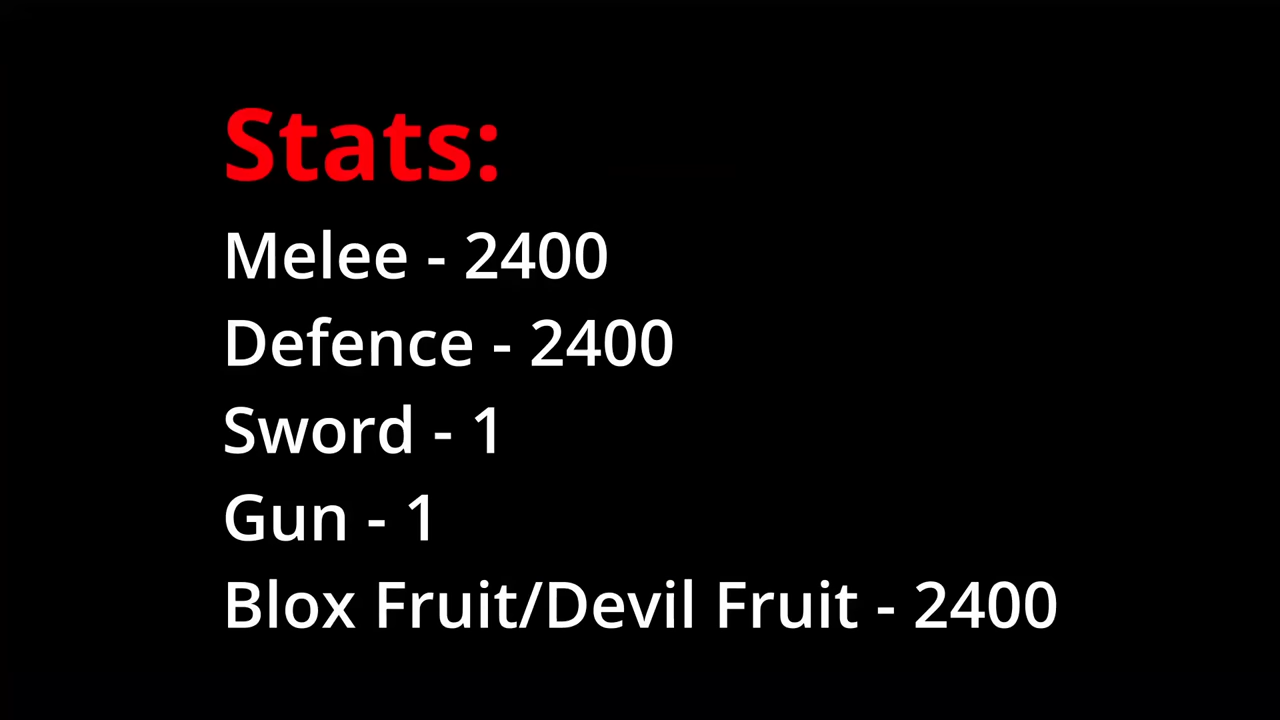 Stats:
Melee - 2400
Defence - 2400
Sword - 1
Gun - 1
Blox Fruit/Devil Fruit - 2400